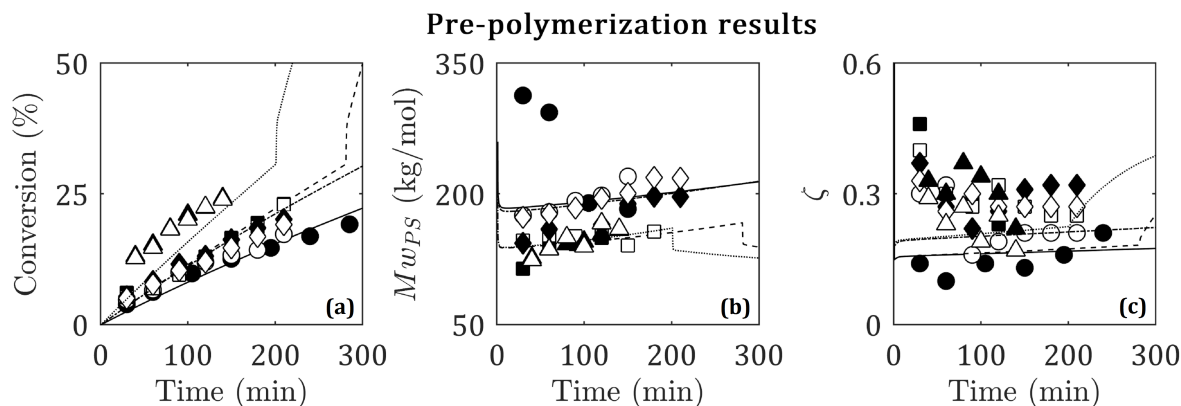 Pre-polymerization results
Conversion (%)
50
25
0
0
100
200
300
Time (min)
(a)
Mw_PS (kg/mol)
350
200
50
0
100
200
300
Time (min)
(b)
ζ
0.6
0.3
0
0
100
200
300
Time (min)
(c)